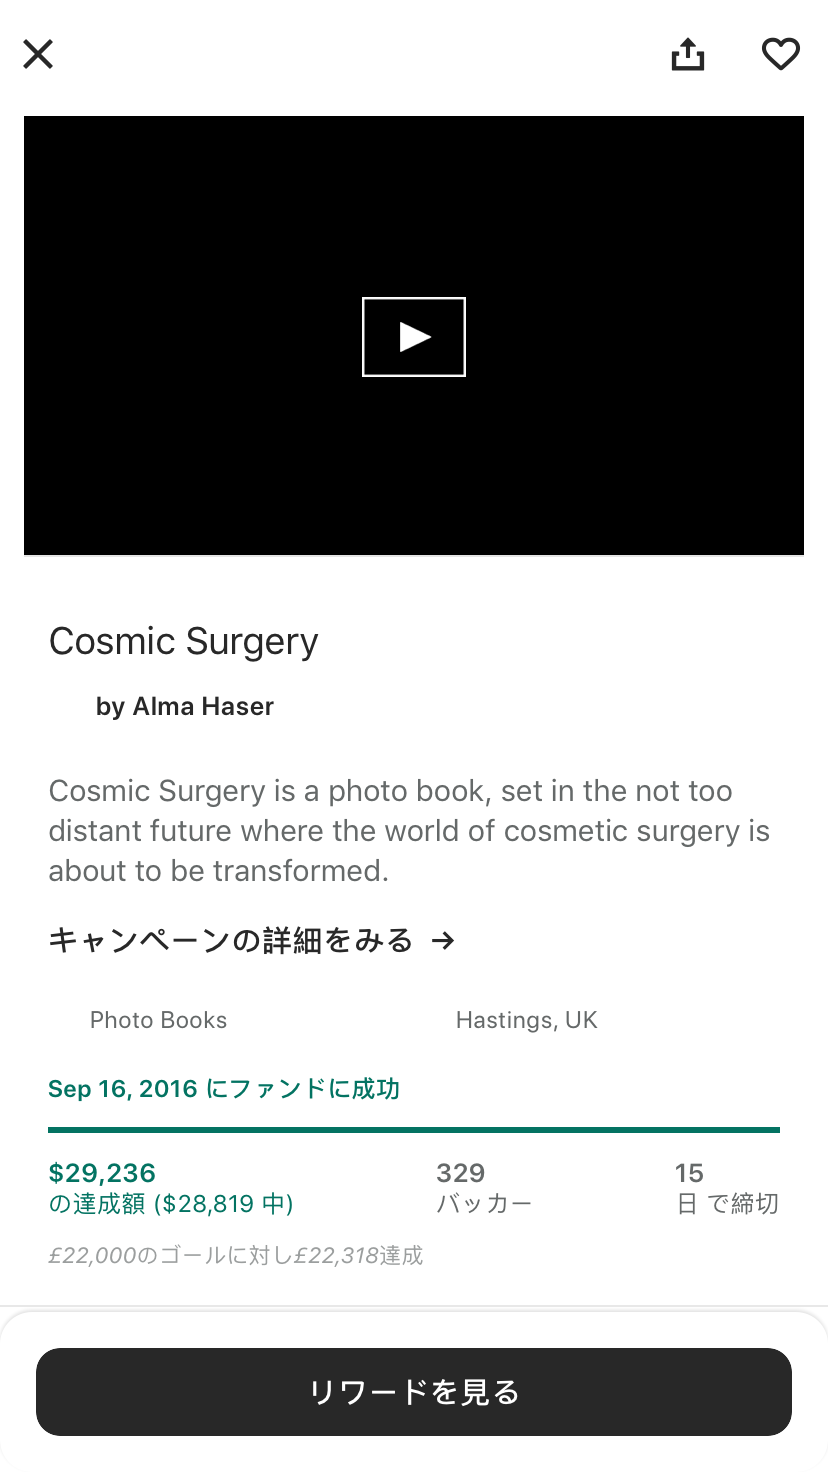 Cosmic Surgery
by Alma Haser
Cosmic Surgery is a photo book, set in the not too
distant future where the world of cosmetic surgery is
about to be transformed.
キャンペーンの詳細をみる →
Photo Books
Hastings, UK
Sep 16, 2016 にファンドに成功
$29,236
の達成額 ($28,819 中)
329
バッカー
15
日 で締切
£22,000のゴールに対し£22,318達成
リワードを見る